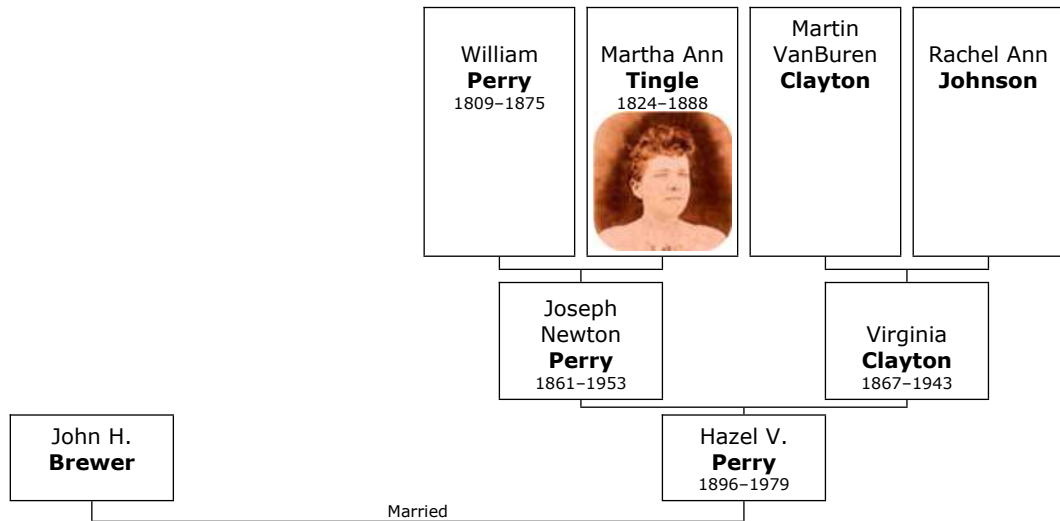 William
Perry
1809–1875
Martha Ann
Tingle
1824–1888
Martin
VanBuren
Clayton
Rachel Ann
Johnson
Joseph
Newton
Perry
1861–1953
Virginia
Clayton
1867–1943
John H.
Brewer
Hazel V.
Perry
1896–1979
Married